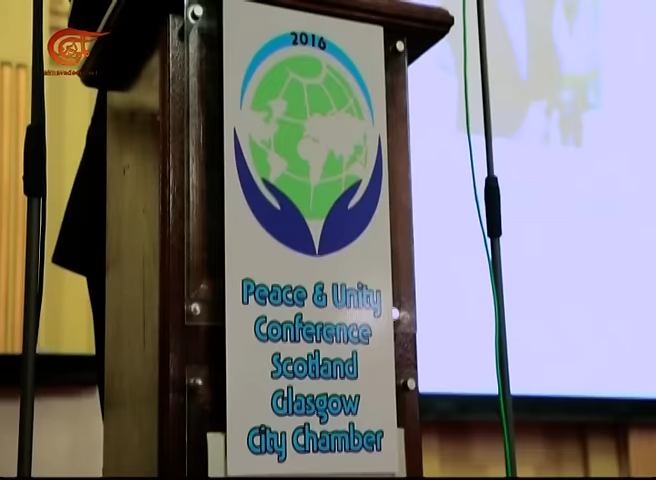 2016
Peace & Unity
Conference
Scotland
Glasgow
City Chamber